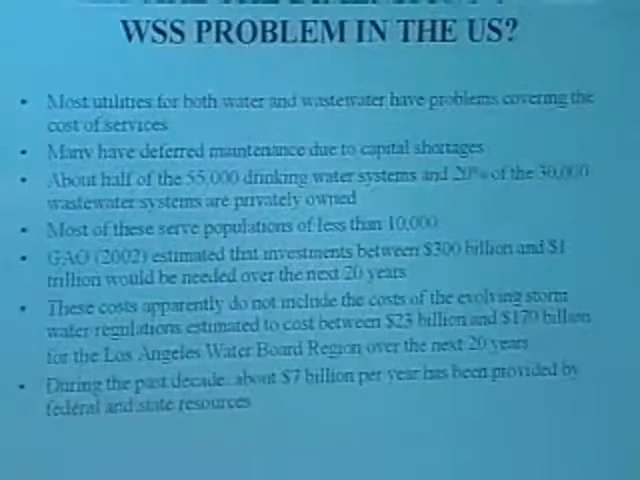 WSS PROBLEM IN THE US?
• Most utilities for both water and wastewater have problems covering the
cost of services
• Many have deferred maintenance due to capital shortages
• About half of the 55,000 drinking water systems and 20% of the 30,000
wastewater systems are privately owned
• Most of these serve populations of less than 10,000
• GAO (2002) estimated that investments between $300 billion and $1
trillion would be needed over the next 20 years
• These costs apparently do not include the costs of the evolving storm
water regulations estimated to cost between $23 billion and $170 billion
for the Los Angeles Water Board Region over the next 20 years
• During the past decade, about $7 billion per year has been provided by
federal and state resources